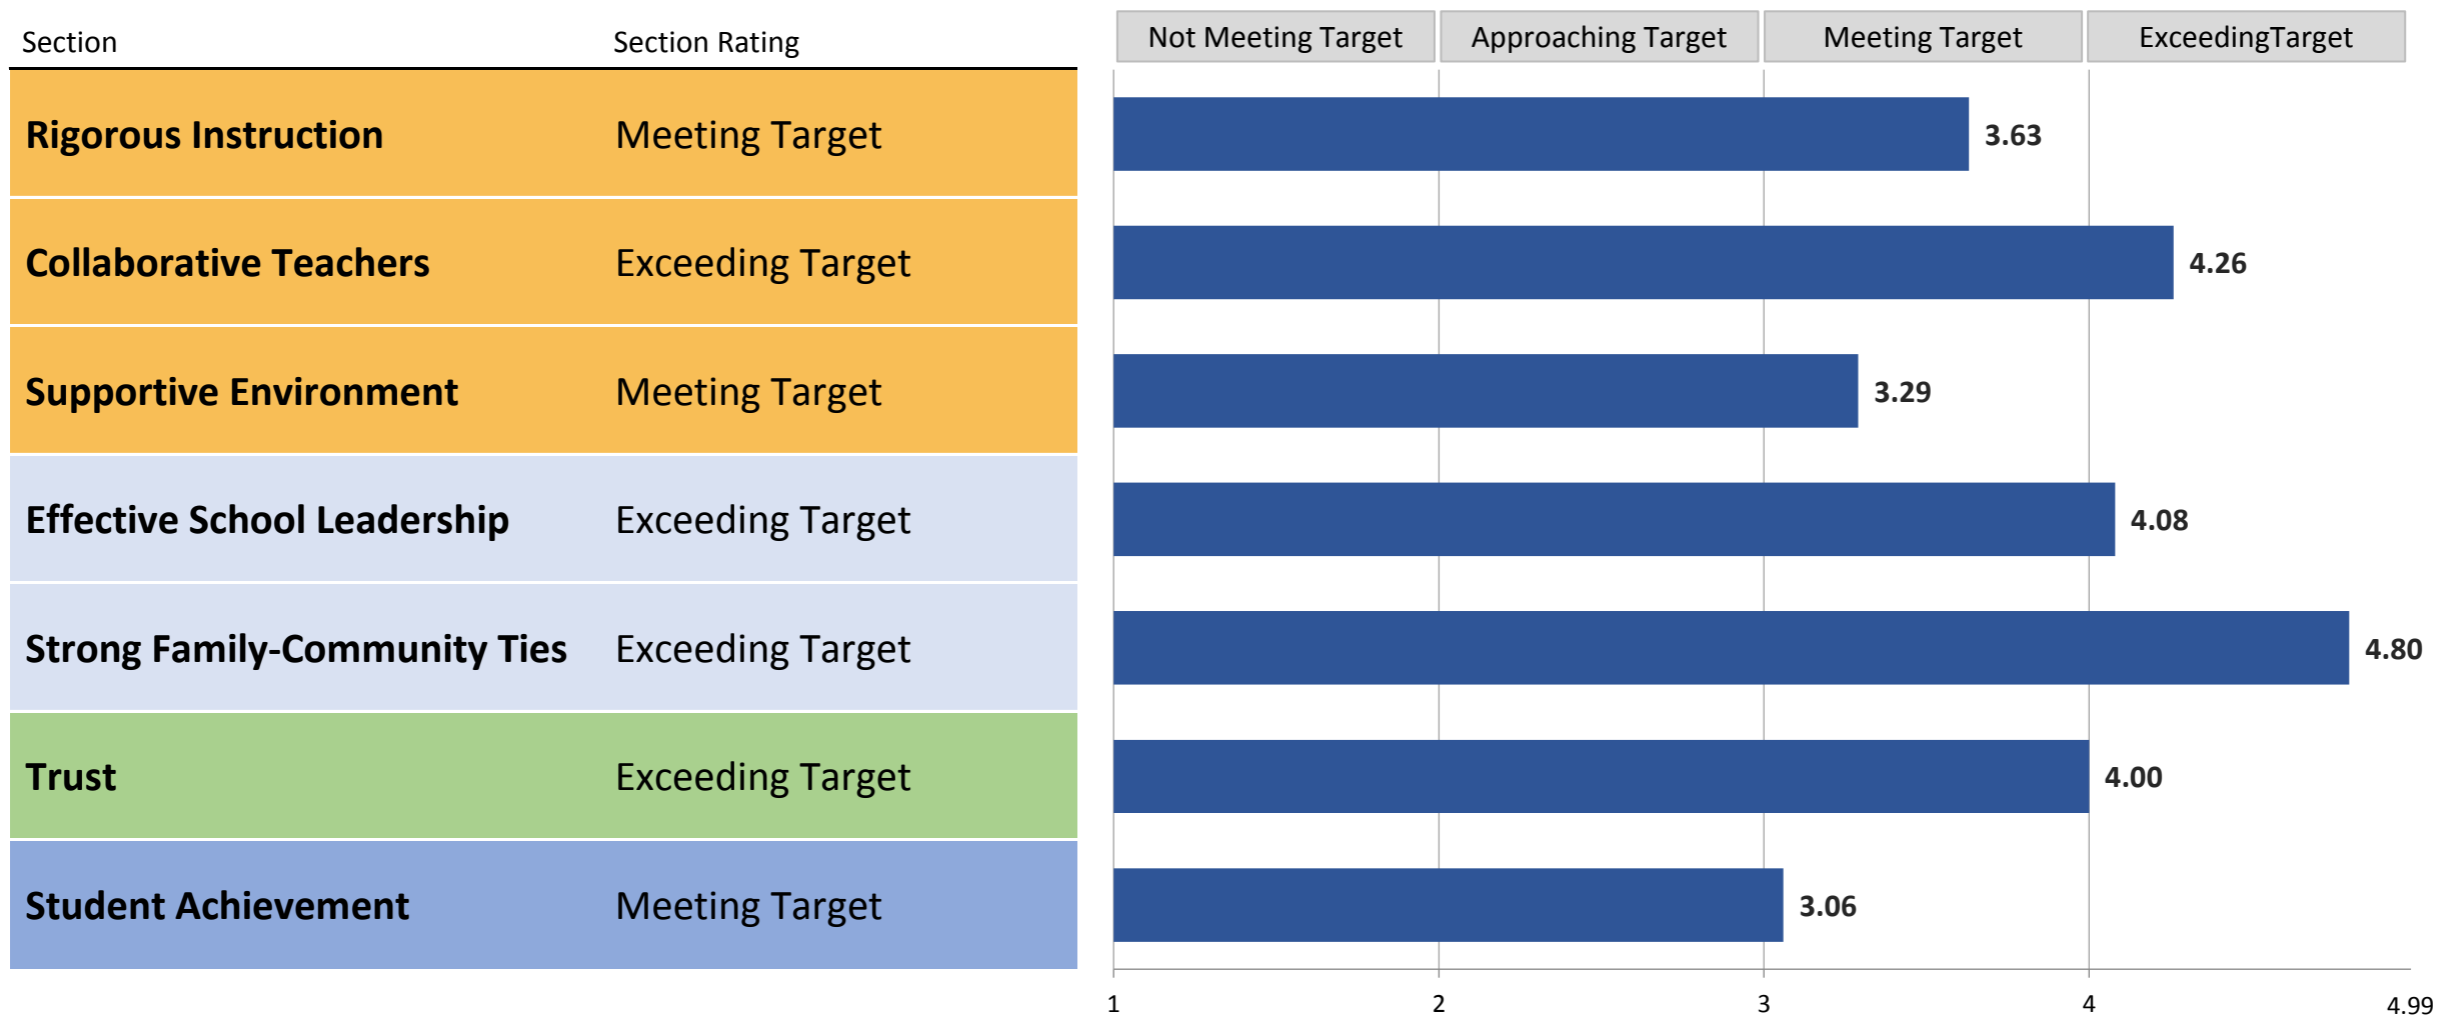 Section Section Rating Not Meeting Target Approaching Target Meeting Target ExceedingTarget
Rigorous Instruction Meeting Target 3.63
Collaborative Teachers Exceeding Target 4.26
Supportive Environment Meeting Target 3.29
Effective School Leadership Exceeding Target 4.08
Strong Family-Community Ties Exceeding Target 4.80
Trust Exceeding Target 4.00
Student Achievement Meeting Target 3.06
1 2 3 4 4.99